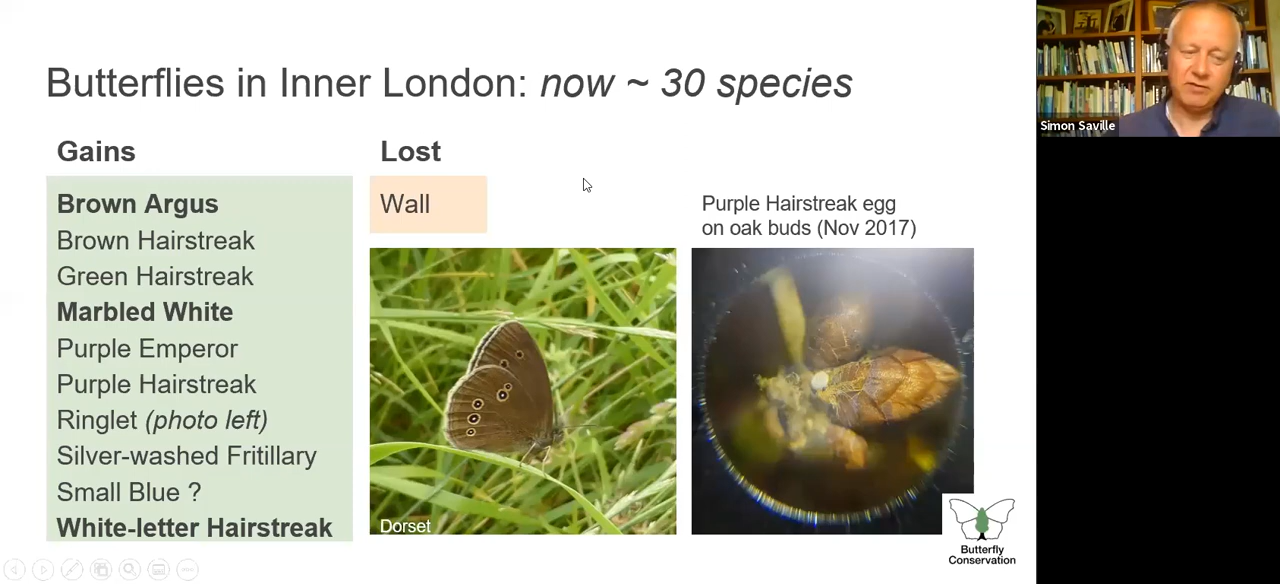 Butterflies in Inner London: now ~ 30 species
Gains
Brown Argus
Brown Hairstreak
Green Hairstreak
Marbled White
Purple Emperor
Purple Hairstreak
Ringlet (photo left)
Silver-washed Fritillary
Small Blue ?
White-letter Hairstreak
Lost
Wall
Dorset
Purple Hairstreak egg
on oak buds (Nov 2017)
Butterfly
Conservation
Simon Saville